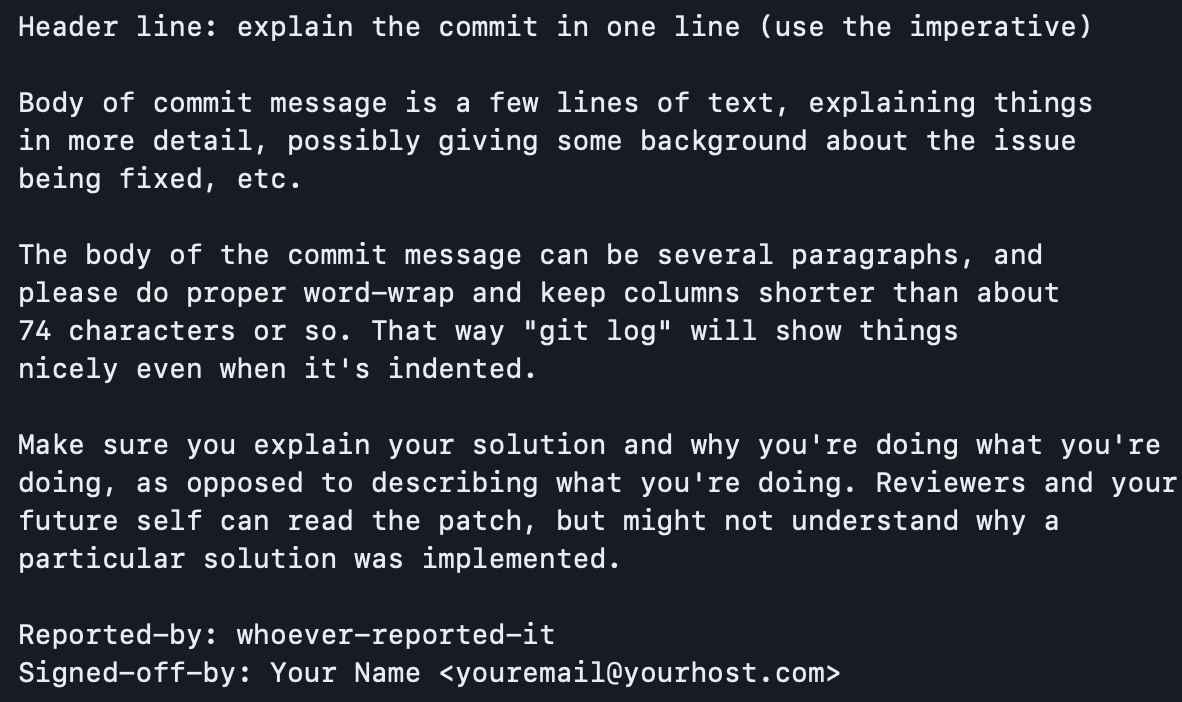 Header line: explain the commit in one line (use the imperative)
Body of commit message is a few lines of text, explaining things
in more detail, possibly giving some background about the issue
being fixed, etc.
The body of the commit message can be several paragraphs, and
please do proper word-wrap and keep columns shorter than about
74 characters or so. That way "git log" will show things
nicely even when it's indented.
Make sure you explain your solution and why you're doing what you're
doing, as opposed to describing what you're doing. Reviewers and your
future self can read the patch, but might not understand why a
particular solution was implemented.
Reported-by: whoever-reported-it
Signed-off-by: Your Name <youremail@yourhost.com>